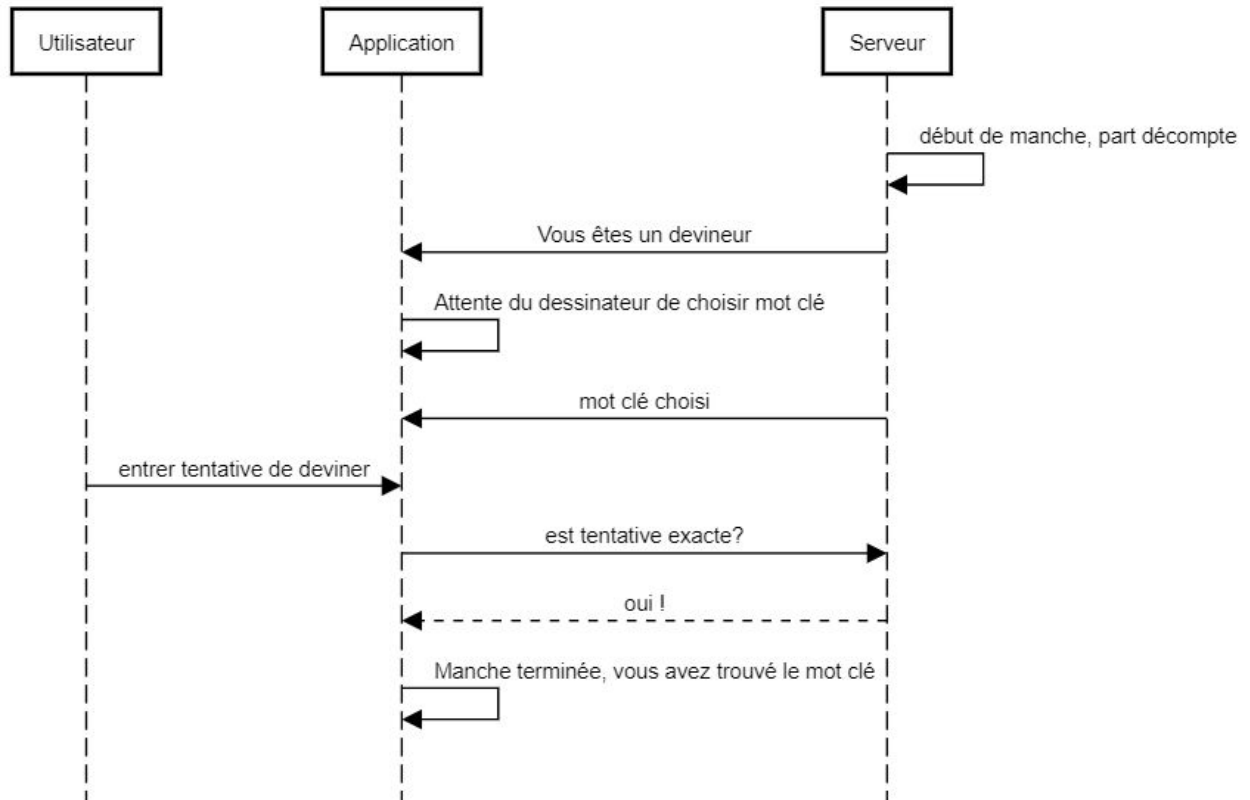 Utilisateur
Application
Serveur
début de manche, part décompte
Vous êtes un devineur
Attente du dessinateur de choisir mot clé
mot clé choisi
entrer tentative de deviner
est tentative exacte?
oui !
Manche terminée, vous avez trouvé le mot clé